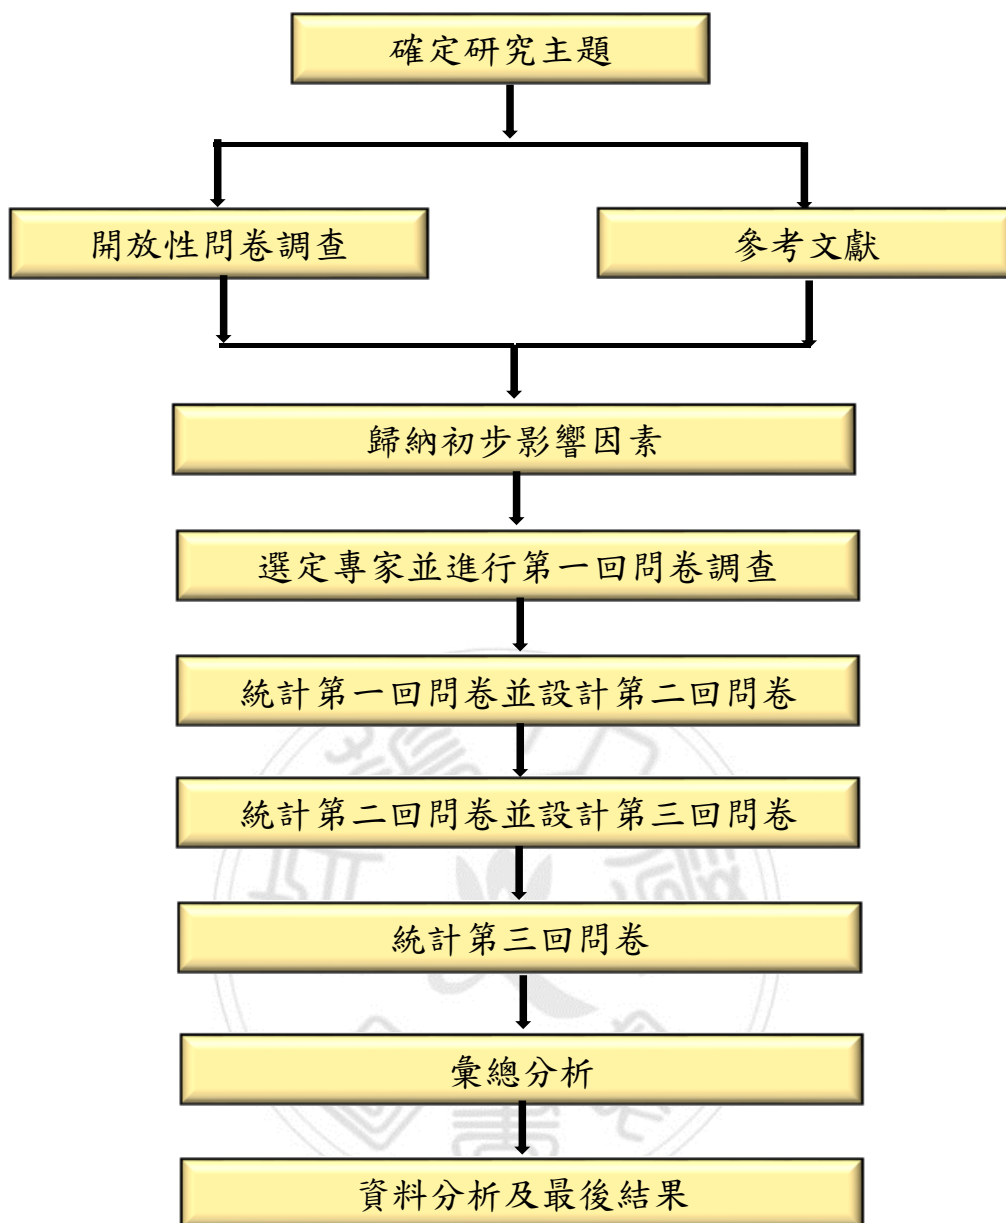 確定研究主題
開放性問卷調查
參考文獻
歸納初步影響因素
選定專家並進行第一回問卷調查
統計第一回問卷並設計第二回問卷
統計第二回問卷並設計第三回問卷
統計第三回問卷
彙總分析
資料分析及最後結果